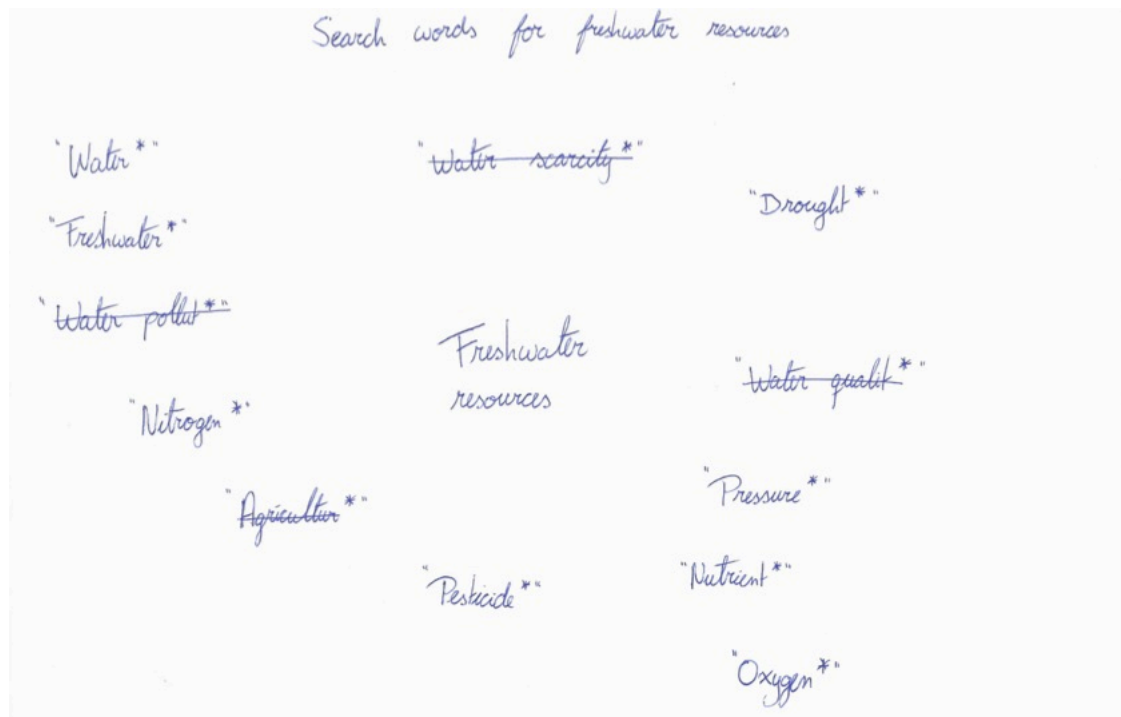 Search words for freshwater resources
"Water*"
"Water scarcity*"
"Drought*"
"Freshwater*"
"Water pollut*"
Freshwater
resources
"Water qualit*"
"Nitrogen*"
"Pressure*"
"Agricultur*"
"Nutrient*"
"Pesticide*"
"Oxygen*"